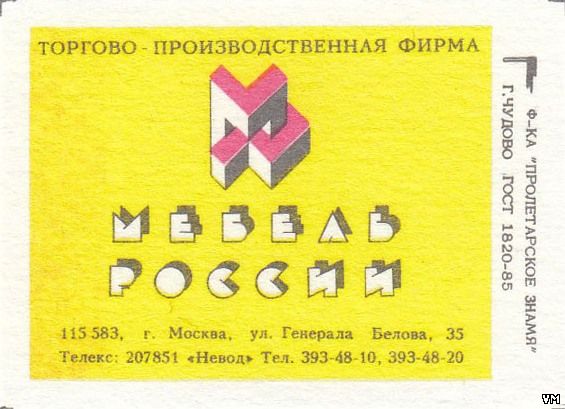 ТОРГОВО - ПРОИЗВОДСТВЕННАЯ ФИРМА
М
МЕБЕЛЬ
РОССИИ
115 583, г. Москва, ул. Генерала Белова, 35
Телекс: 207851 «Невод» Тел. 393-48-10, 393-48-20
Ф-КА "ПРОЛЕТАРСКОЕ ЗНАМЯ"
Г.ЧУДОВО ГОСТ 1820-85
VM